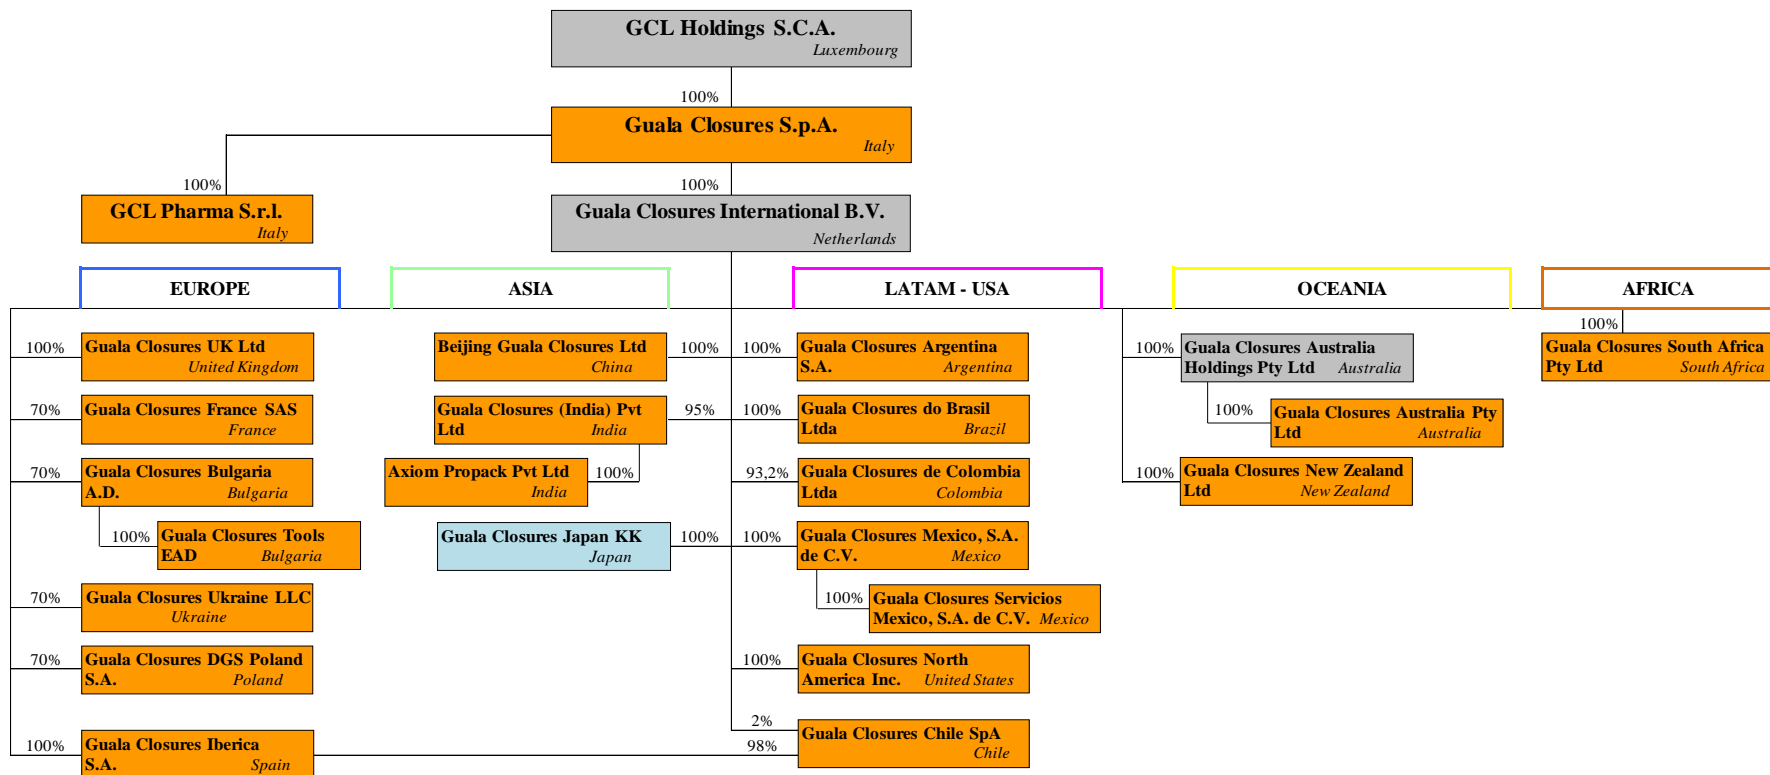 GCL Holdings S.C.A.
Luxembourg
100%
Guala Closures S.p.A.
Italy
100%
100%
GCL Pharma S.r.l.
Italy
Guala Closures International B.V.
Netherlands
EUROPE
ASIA
LATAM - USA
OCEANIA
AFRICA
100%
Guala Closures UK Ltd
United Kingdom
70%
Guala Closures France SAS
France
70%
Guala Closures Bulgaria
A.D. Bulgaria
100%
Guala Closures Tools
EAD Bulgaria
70%
Guala Closures Ukraine LLC
Ukraine
70%
Guala Closures DGS Poland
S.A. Poland
100%
Guala Closures Iberica
S.A. Spain
Beijing Guala Closures Ltd
China
100%
Guala Closures (India) Pvt
Ltd India
95%
Axiom Propack Pvt Ltd
India
100%
Guala Closures Japan KK
Japan
100%
100%
Guala Closures Argentina
S.A. Argentina
100%
Guala Closures do Brasil
Ltda Brazil
93,2%
Guala Closures de Colombia
Ltda Colombia
100%
Guala Closures Mexico, S.A.
de C.V. Mexico
100%
Guala Closures Servicios
Mexico, S.A. de C.V. Mexico
100%
Guala Closures North
America Inc. United States
2%
98%
Guala Closures Chile SpA
Chile
100%
Guala Closures Australia
Holdings Pty Ltd Australia
100%
Guala Closures Australia Pty
Ltd Australia
100%
Guala Closures New Zealand
Ltd New Zealand
100%
Guala Closures South Africa
Pty Ltd South Africa